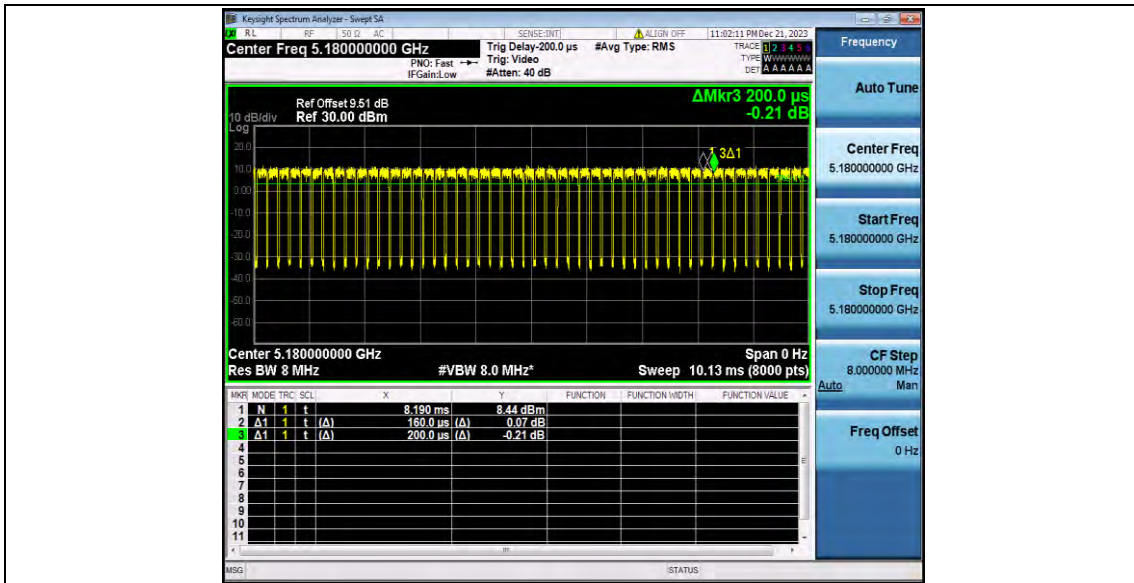 Keysight Spectrum Analyzer - Swept SA
RL RF 50 Ω AC SENSE:INT ALIGN OFF 11:02:11 PM Dec 21, 2023
Center Freq 5.180000000 GHz
Trig Delay-200.0 µs #Avg Type: RMS TRACE 1 2 3 4 5 6
PNO: Fast Trig: Video TYPE WWWWWW
IFGain:Low #Atten: 40 dB DET A A A A A A
Frequency
Auto Tune
Center Freq
5.180000000 GHz
Start Freq
5.180000000 GHz
Stop Freq
5.180000000 GHz
CF Step
8.000000 MHz
Auto Man
Freq Offset
0 Hz
ΔMkr3 200.0 µs
-0.21 dB
Ref Offset 9.51 dB
10 dB/div Ref 30.00 dBm
Log
20.0
10.0
0.00
-10.0
-20.0
-30.0
-40.0
-50.0
-60.0
3Δ1
Center 5.180000000 GHz Span 0 Hz
Res BW 8 MHz #VBW 8.0 MHz* Sweep 10.13 ms (8000 pts)
MKR MODE TRC SCL X Y FUNCTION FUNCTION WIDTH FUNCTION VALUE
1 N 1 t 8.190 ms 8.44 dBm
2 Δ1 1 t (Δ) 160.0 µs (Δ) 0.07 dB
3 Δ1 1 t (Δ) 200.0 µs (Δ) -0.21 dB
4
5
6
7
8
9
10
11
MSG STATUS